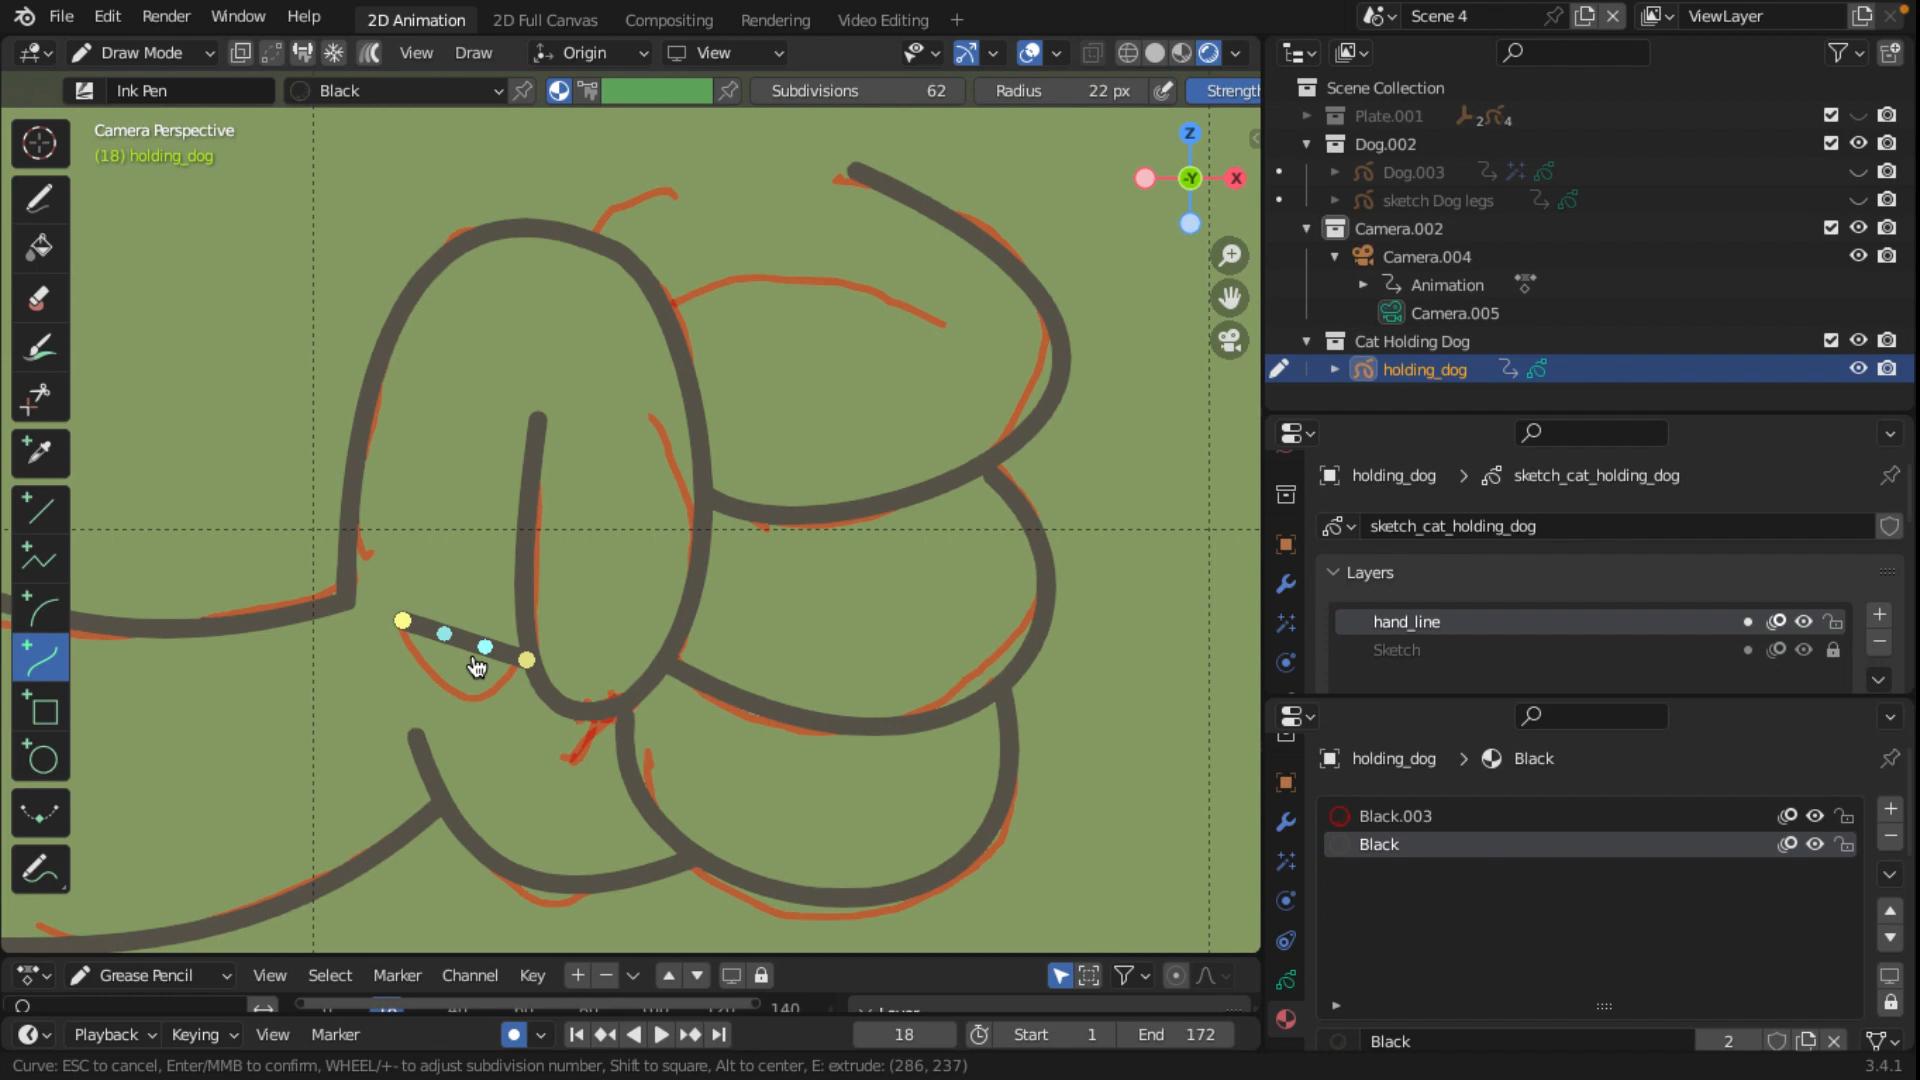 File Edit Render Window Help 2D Animation 2D Full Canvas Compositing Rendering Video Editing +
Scene 4 ViewLayer
Draw Mode View Draw Origin View
Ink Pen Black Subdivisions 62 Radius 22 px Strengt
Camera Perspective
(18) holding_dog
Z
-Y X
Scene Collection
Plate.001 2 4
Dog.002
Dog.003
sketch Dog legs
Camera.002
Camera.004
Animation
Camera.005
Cat Holding Dog
holding_dog
holding_dog > sketch_cat_holding_dog
sketch_cat_holding_dog
Layers
hand_line
Sketch
holding_dog > Black
Black.003
Black
Black 2
Grease Pencil View Select Marker Channel Key
140
Playback Keying View Marker 18 Start 1 End 172
Curve: ESC to cancel, Enter/MMB to confirm, WHEEL/+- to adjust subdivision number, Shift to square, Alt to center, E: extrude: (286, 237)
3.4.1